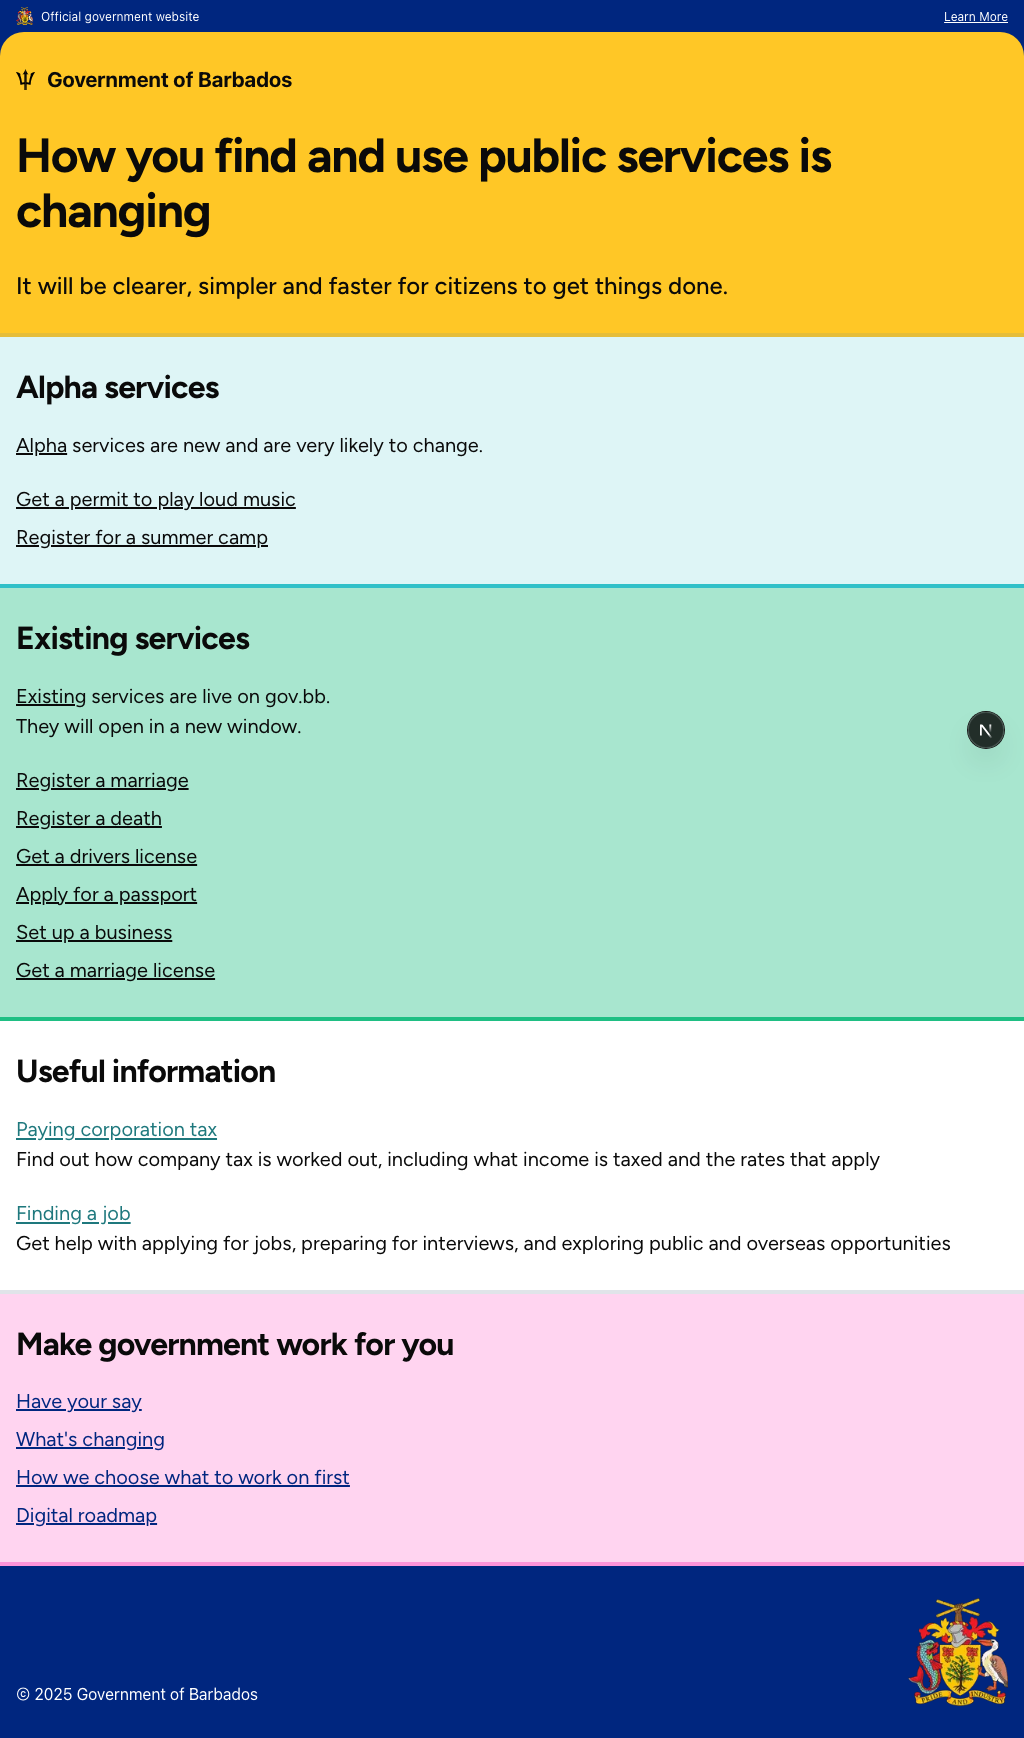 Official government website
Learn More
Government of Barbados
How you find and use public services is
changing
It will be clearer, simpler and faster for citizens to get things done.
Alpha services
Alpha services are new and are very likely to change.
Get a permit to play loud music
Register for a summer camp
Existing services
Existing services are live on gov.bb.
They will open in a new window.
N
Register a marriage
Register a death
Get a drivers license
Apply for a passport
Set up a business
Get a marriage license
Useful information
Paying corporation tax
Find out how company tax is worked out, including what income is taxed and the rates that apply
Finding a job
Get help with applying for jobs, preparing for interviews, and exploring public and overseas opportunities
Make government work for you
Have your say
What's changing
How we choose what to work on first
Digital roadmap
© 2025 Government of Barbados
PRIDE AND INDUSTRY